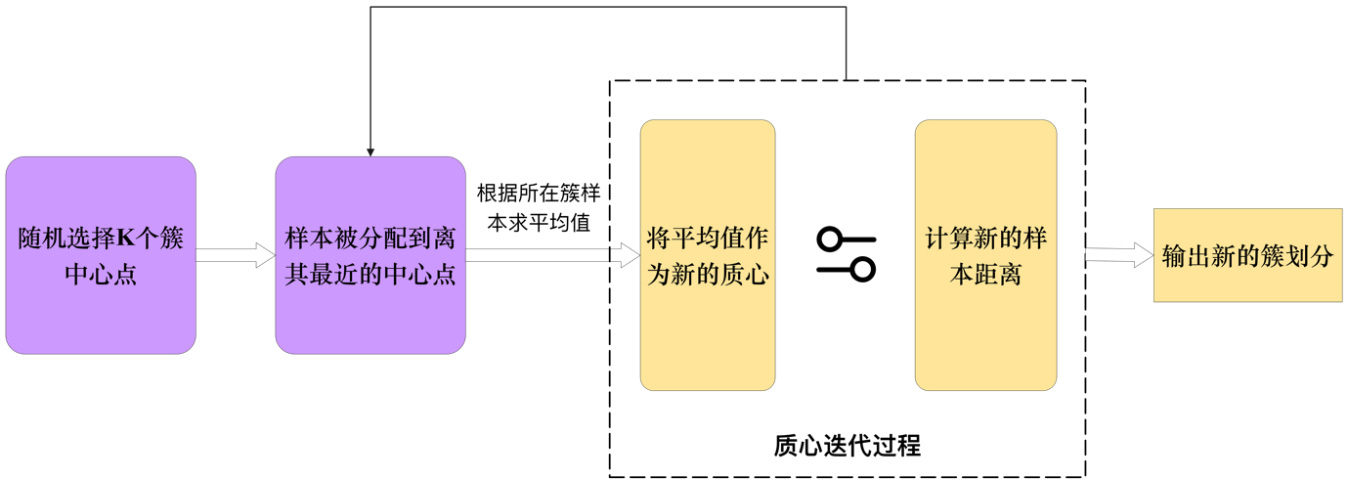 随机选择K个簇
中心点
样本被分配到离
其最近的中心点
根据所在簇样
本求平均值
将平均值作
为新的质心
计算新的样
本距离
质心迭代过程
输出新的簇划分